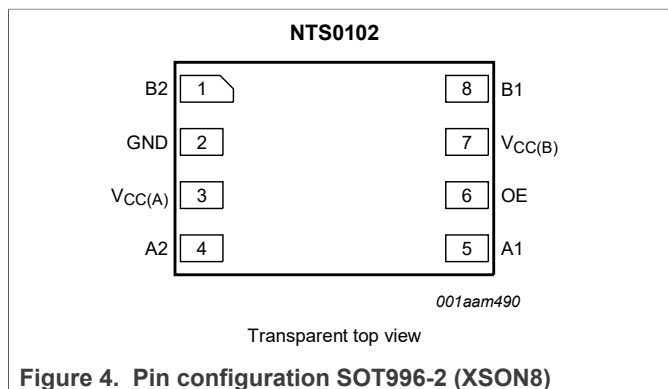 NTS0102
B2 1 8 B1
GND 2 7 VCC(B)
VCC(A) 3 6 OE
A2 4 5 A1
001aam490
Transparent top view
Figure 4. Pin configuration SOT996-2 (XSON8)